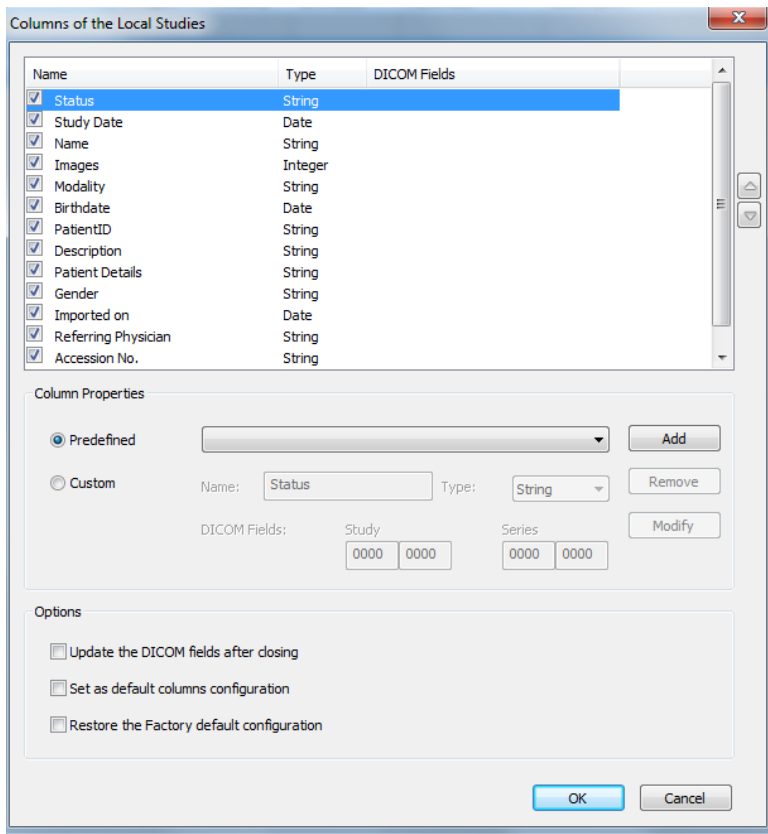 Columns of the Local Studies
Name Type DICOM Fields
Status String
Study Date Date
Name String
Images Integer
Modality String
Birthdate Date
PatientID String
Description String
Patient Details String
Gender String
Imported on Date
Referring Physician String
Accession No. String
Column Properties
Predefined Add
Custom Name: Status Type: String Remove
DICOM Fields: Study Series Modify
0000 0000 0000 0000
Options
Update the DICOM fields after closing
Set as default columns configuration
Restore the Factory default configuration
OK Cancel